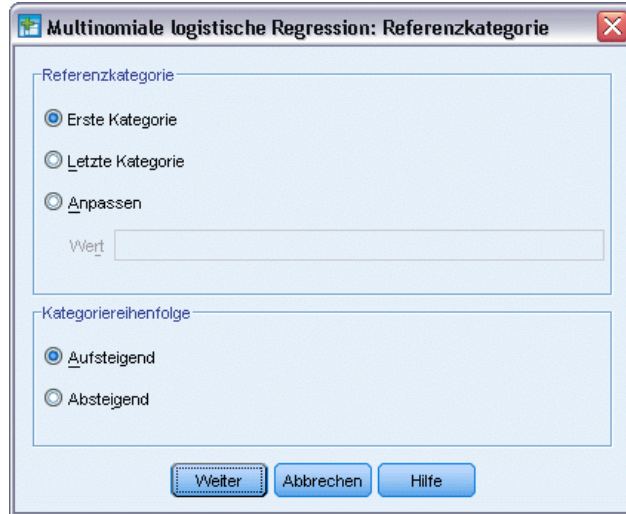 Multinomiale logistische Regression: Referenzkategorie
Referenzkategorie
Erste Kategorie
Letzte Kategorie
Anpassen
Wert
Kategoriereihenfolge
Aufsteigend
Absteigend
Weiter Abbrechen Hilfe